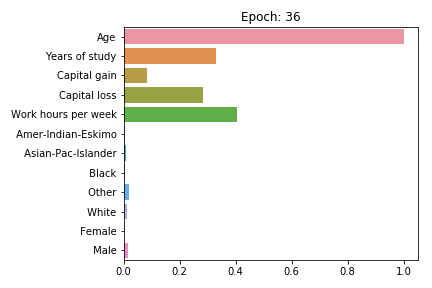 Epoch: 36
Age
Years of study
Capital gain
Capital loss
Work hours per week
Amer-Indian-Eskimo
Asian-Pac-Islander
Black
Other
White
Female
Male
0.0 0.2 0.4 0.6 0.8 1.0